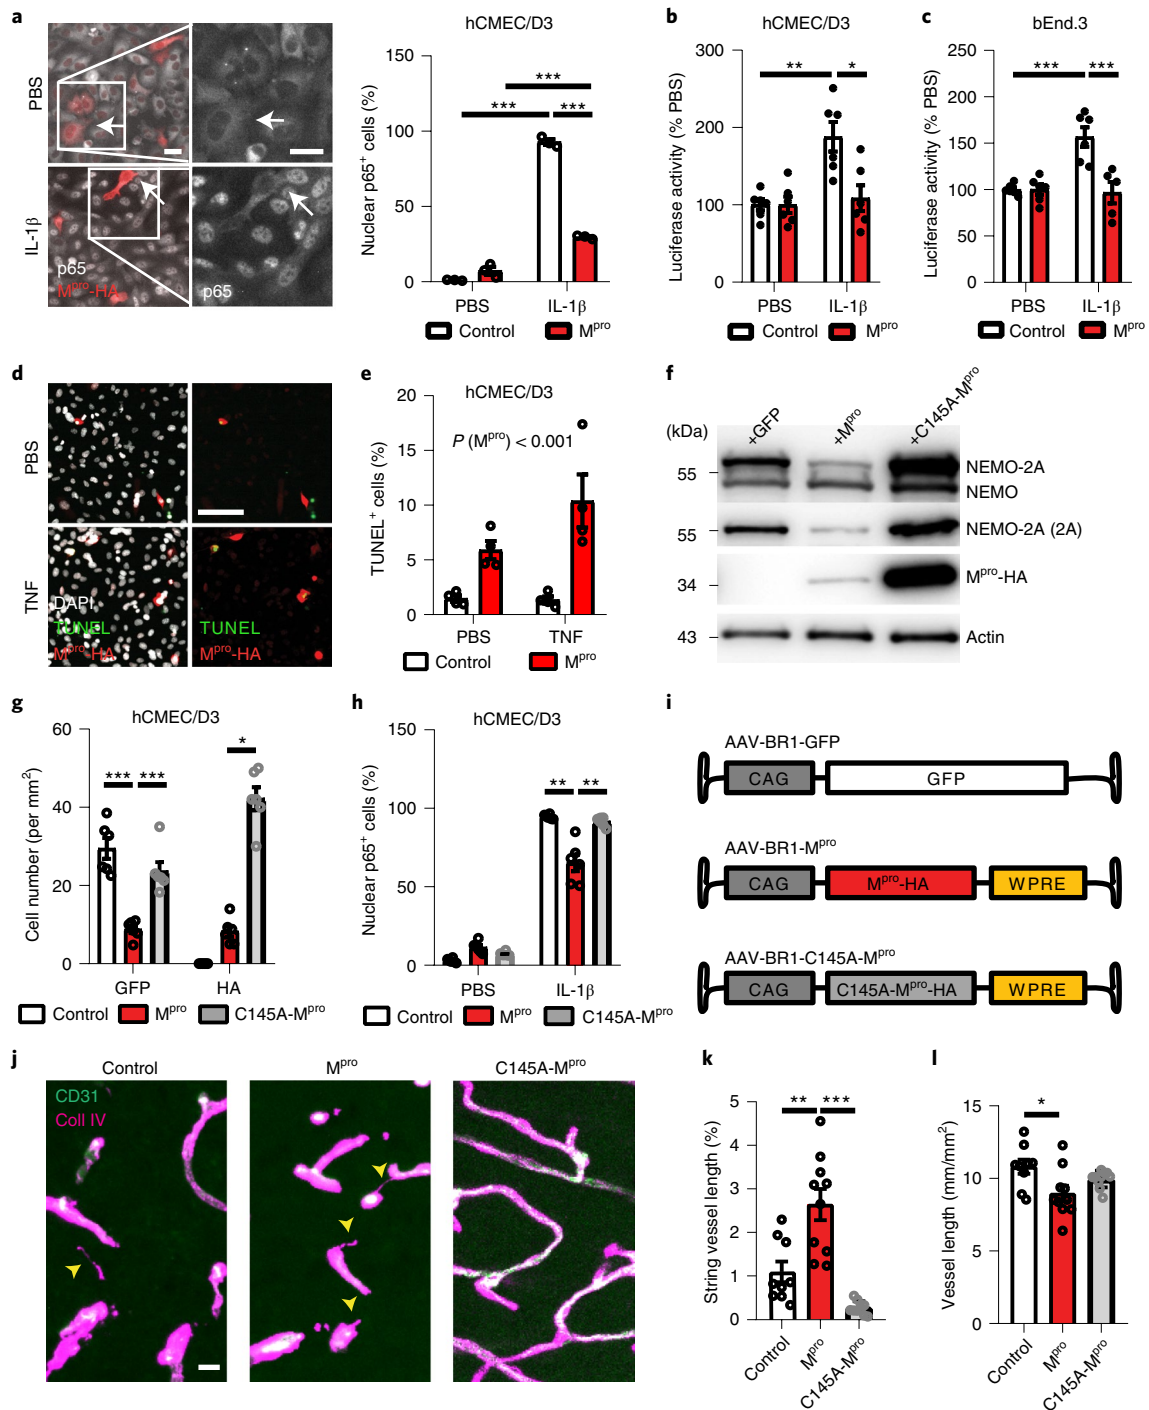 a
PBS
IL-1β
p65
Mpro-HA
p65
hCMEC/D3
Nuclear p65+ cells (%)
150
100
50
0
***
***
***
PBS
IL-1β
Control
Mpro
b
hCMEC/D3
Luciferase activity (% PBS)
300
200
100
0
**
*
PBS
IL-1β
Control
Mpro
c
bEnd.3
Luciferase activity (% PBS)
250
200
150
100
50
0
***
***
PBS
IL-1β
Control
Mpro
d
PBS
TNF
DAPI
TUNEL
Mpro-HA
TUNEL
Mpro-HA
e
hCMEC/D3
TUNEL+ cells (%)
20
15
10
5
0
P (Mpro) < 0.001
PBS
TNF
Control
Mpro
f
(kDa)
+GFP
+Mpro
+C145A-Mpro
55
NEMO-2A
NEMO
55
NEMO-2A (2A)
34
Mpro-HA
43
Actin
g
hCMEC/D3
Cell number (per mm2)
60
40
20
0
***
***
*
GFP
HA
Control
Mpro
C145A-Mpro
h
hCMEC/D3
Nuclear p65+ cells (%)
150
100
50
0
**
**
PBS
IL-1β
Control
Mpro
C145A-Mpro
i
AAV-BR1-GFP
CAG
GFP
AAV-BR1-Mpro
CAG
Mpro-HA
WPRE
AAV-BR1-C145A-Mpro
CAG
C145A-Mpro-HA
WPRE
j
Control
Mpro
C145A-Mpro
CD31
Coll IV
k
String vessel length (%)
5
4
3
2
1
0
**
***
Control
Mpro
C145A-Mpro
l
Vessel length (mm/mm2)
15
10
5
0
*
Control
Mpro
C145A-Mpro